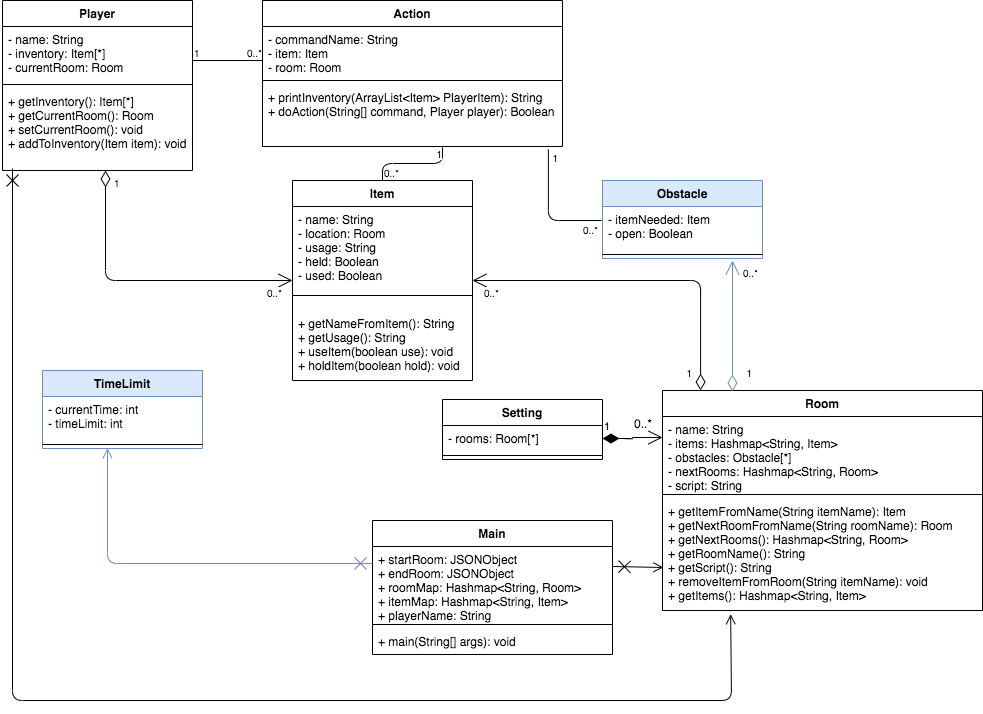 Player
- name: String
- inventory: Item[*]
- currentRoom: Room
+ getInventory(): Item[*]
+ getCurrentRoom(): Room
+ setCurrentRoom(): void
+ addToInventory(Item item): void
1
0..*
Action
- commandName: String
- item: Item
- room: Room
+ printInventory(ArrayList<Item> PlayerItem): String
+ doAction(String[] command, Player player): Boolean
1
0..*
1
0..*
1
0..*
Item
- name: String
- location: Room
- usage: String
- held: Boolean
- used: Boolean
+ getNameFromItem(): String
+ getUsage(): String
+ useItem(boolean use): void
+ holdItem(boolean hold): void
Obstacle
- itemNeeded: Item
- open: Boolean
0..*
1
0..*
1
TimeLimit
- currentTime: int
- timeLimit: int
Setting
- rooms: Room[*]
1
0..*
Room
- name: String
- items: Hashmap<String, Item>
- obstacles: Obstacle[*]
- nextRooms: Hashmap<String, Room>
- script: String
+ getItemFromName(String itemName): Item
+ getNextRoomFromName(String roomName): Room
+ getNextRooms(): Hashmap<String, Room>
+ getRoomName(): String
+ getScript(): String
+ removeItemFromRoom(String itemName): void
+ getItems(): Hashmap<String, Item>
Main
- startRoom: JSONObject
- endRoom: JSONObject
- roomMap: Hashmap<String, Room>
- itemMap: Hashmap<String, Item>
- playerName: String
+ main(String[] args): void